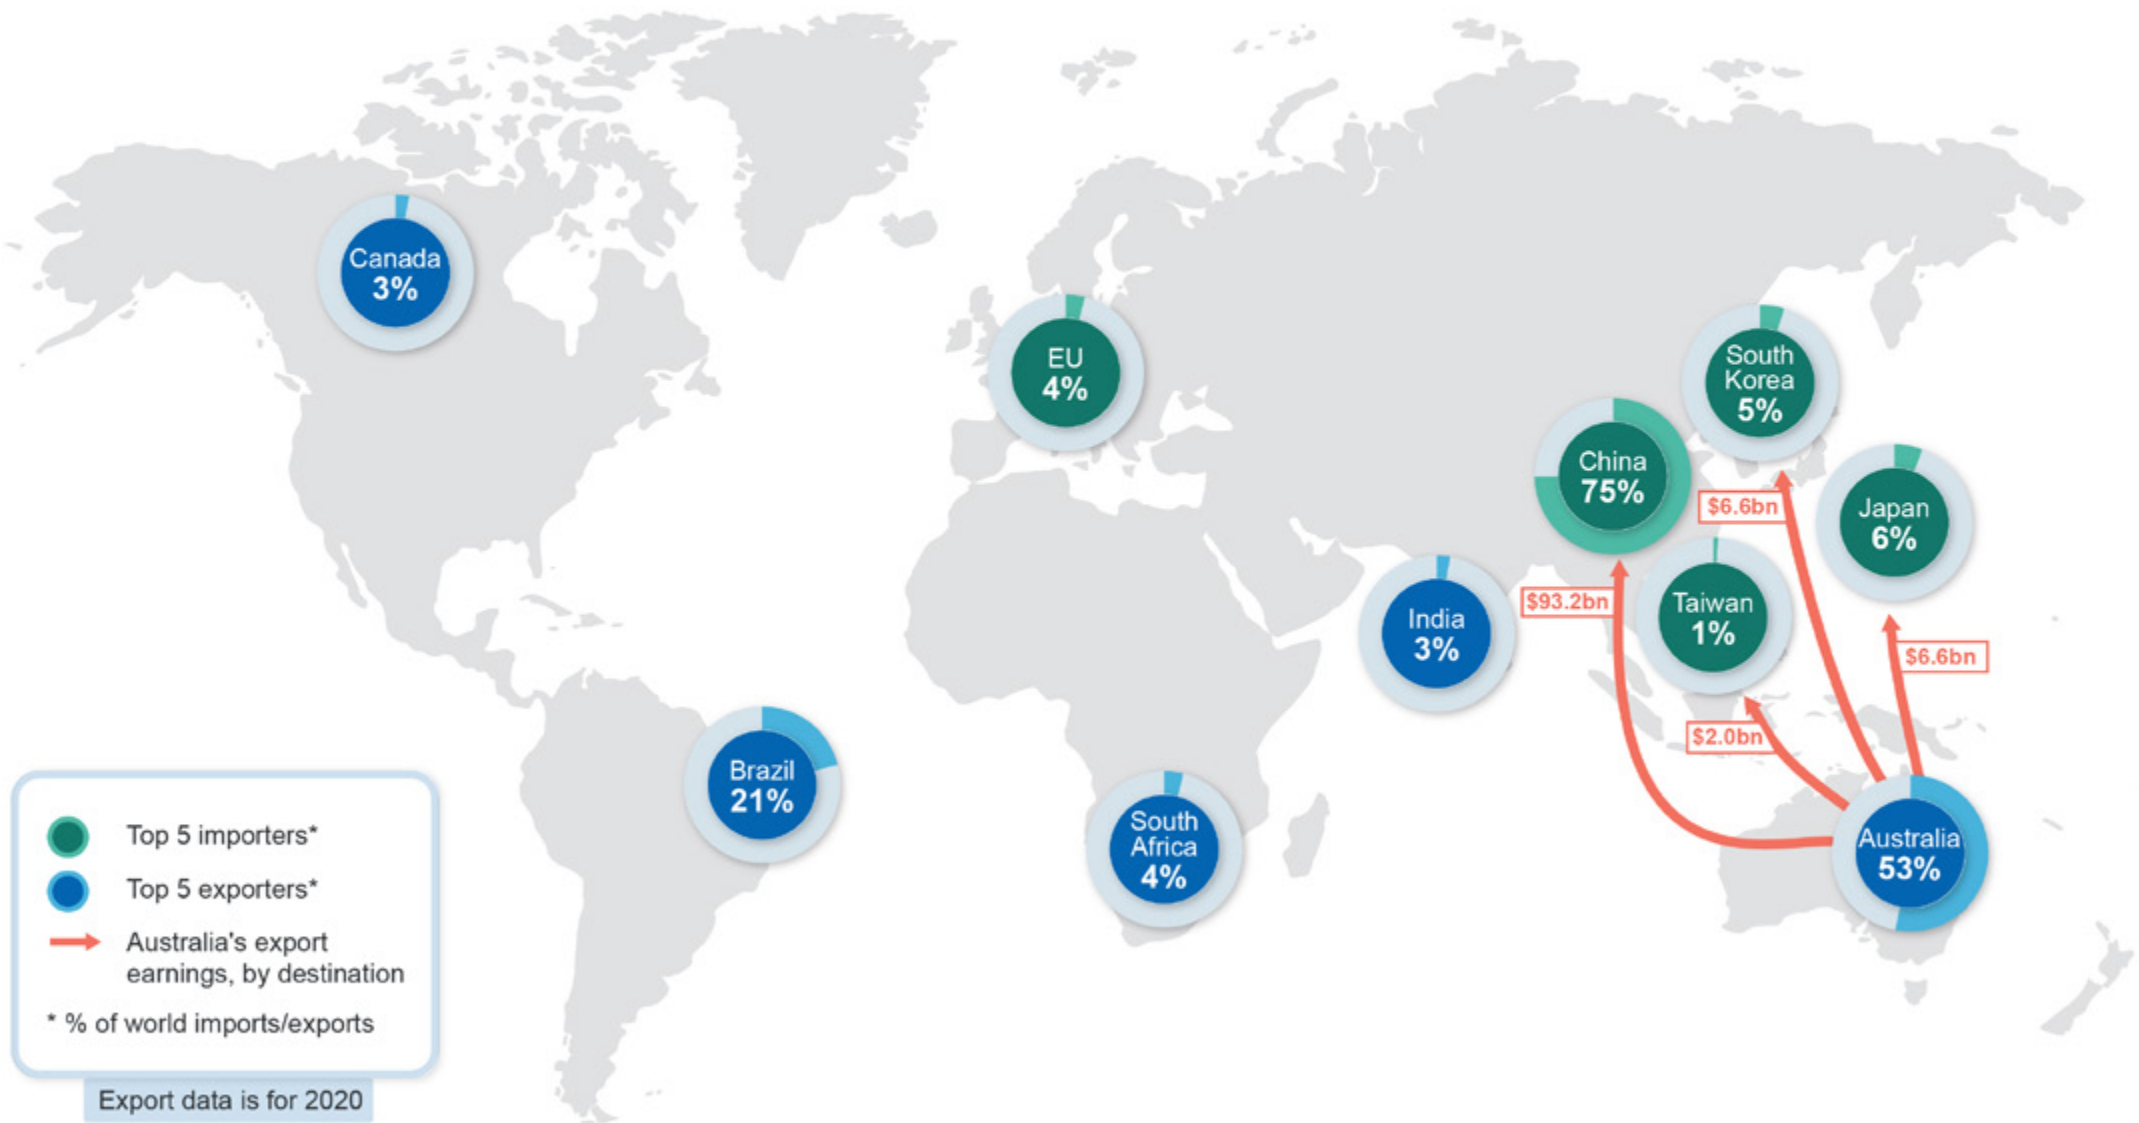 Canada
3%
EU
4%
South
Korea
5%
China
75%
$6.6bn
Japan
6%
India
3%
$93.2bn
Taiwan
1%
$6.6bn
$2.0bn
Brazil
21%
South
Africa
4%
Australia
53%
Top 5 importers*
Top 5 exporters*
Australia's export
earnings, by destination
* % of world imports/exports
Export data is for 2020